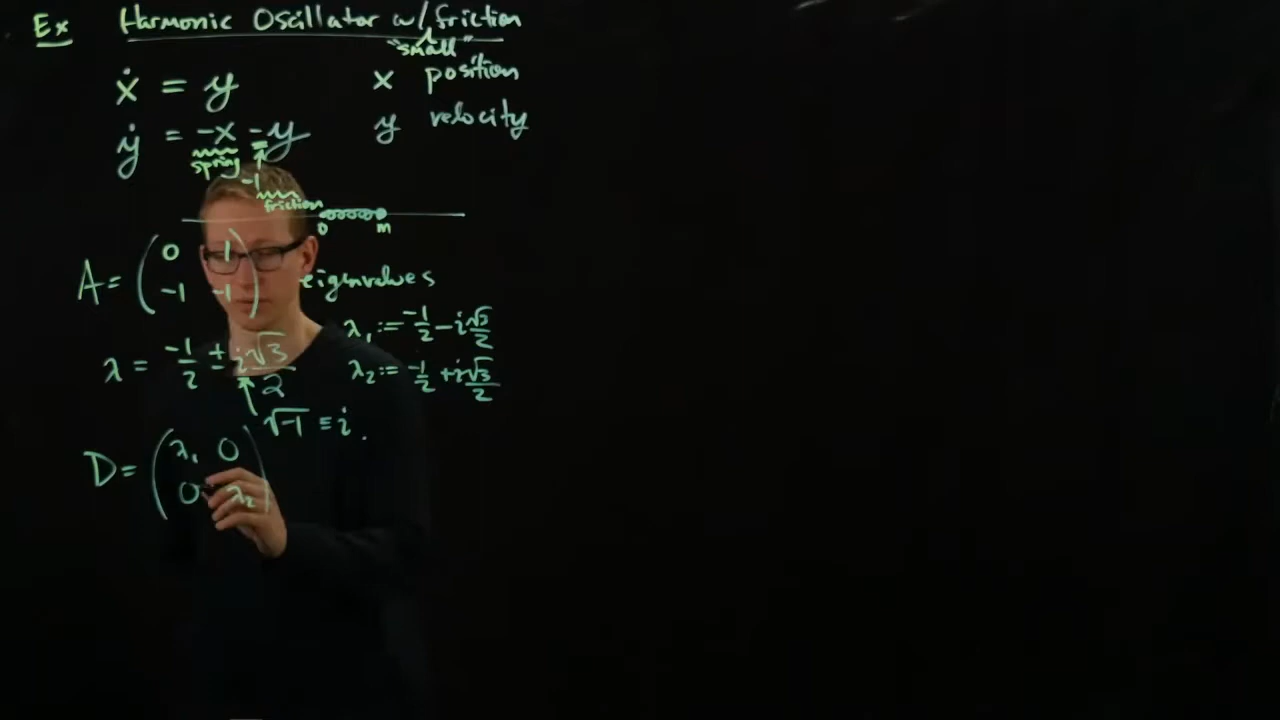 Ex Harmonic Oscillator w/ friction
"small"
ẋ = y
x position
ẏ = -x -y
y velocity
spring
-1
friction
0 m
A = ( 0 1
-1 -1 )
eigenvalues
λ = -1/2 ± i√3/2
λ₁ := -1/2 - i√3/2
λ₂ := -1/2 + i√3/2
√-1 ≡ i.
D = ( λ₁ 0
0 λ₂ )